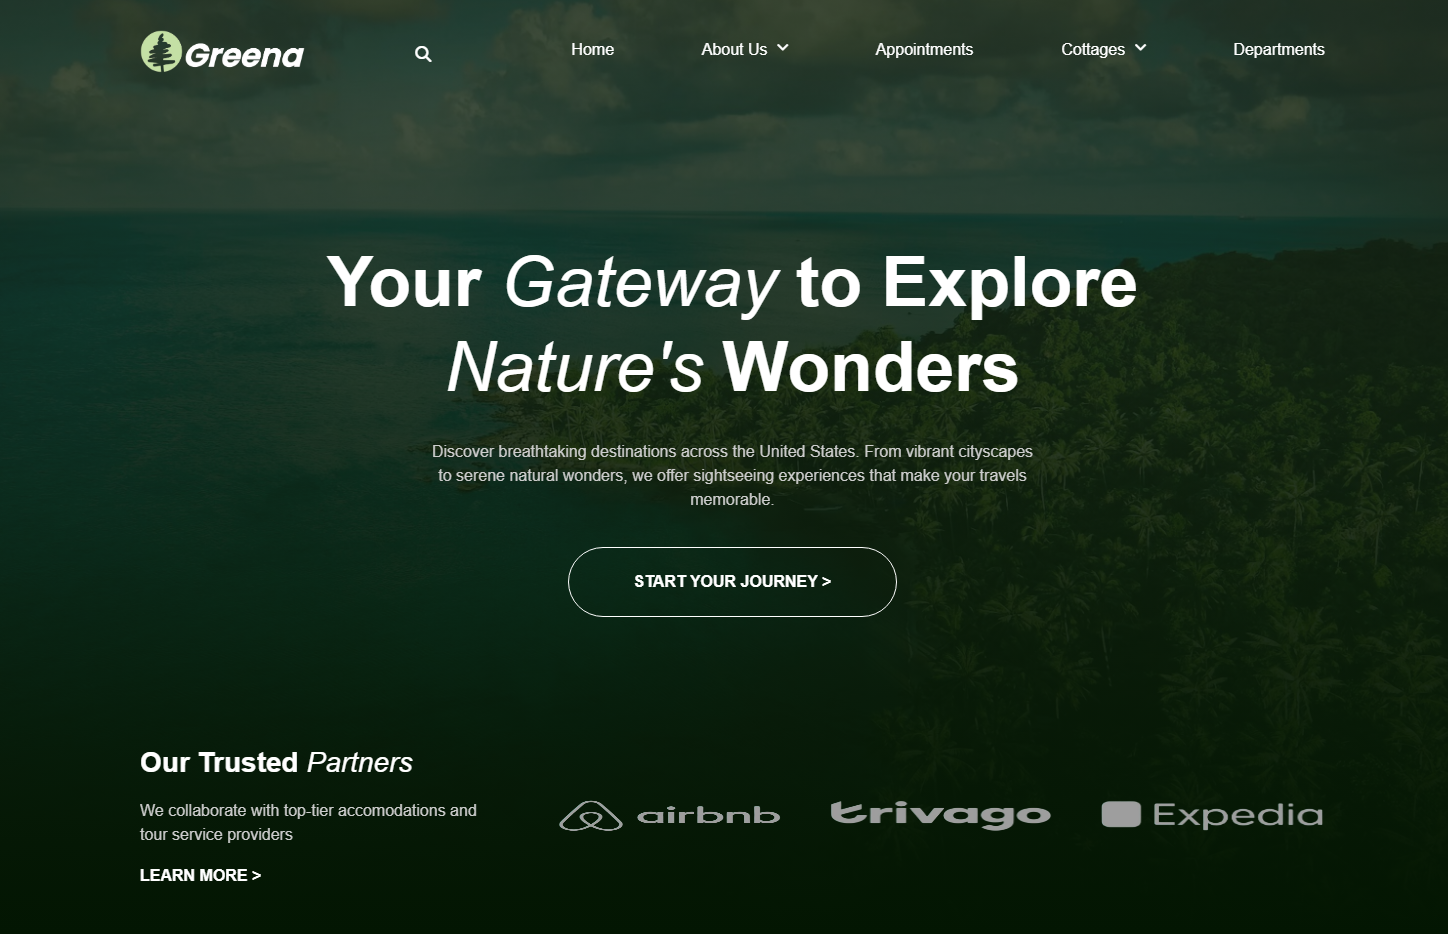 Greena
Home
About Us
Appointments
Cottages
Departments
Your Gateway to Explore
Nature's Wonders
Discover breathtaking destinations across the United States. From vibrant cityscapes
to serene natural wonders, we offer sightseeing experiences that make your travels
memorable.
START YOUR JOURNEY >
Our Trusted Partners
We collaborate with top-tier accomodations and
tour service providers
LEARN MORE >
airbnb
trivago
Expedia